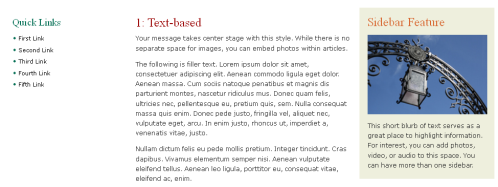 Quick Links
• First Link
• Second Link
• Third Link
• Fourth Link
• Fifth Link
1: Text-based
Your message takes center stage with this style. While there is no
separate space for images, you can embed photos within articles.
The following is filler text. Lorem ipsum dolor sit amet,
consectetuer adipiscing elit. Aenean commodo ligula eget dolor.
Aenean massa. Cum sociis natoque penatibus et magnis dis
parturient montes, nascetur ridiculus mus. Donec quam felis,
ultricies nec, pellentesque eu, pretium quis, sem. Nulla consequat
massa quis enim. Donec pede justo, fringilla vel, aliquet nec,
vulputate eget, arcu. In enim justo, rhoncus ut, imperdiet a,
venenatis vitae, justo.
Nullam dictum felis eu pede mollis pretium. Integer tincidunt. Cras
dapibus. Vivamus elementum semper nisi. Aenean vulputate
eleifend tellus. Aenean leo ligula, porttitor eu, consequat vitae,
eleifend ac, enim.
Sidebar Feature
This short blurb of text serves as a
great place to highlight information.
For interest, you can add photos,
video, or audio to this space. You
can have more than one sidebar.